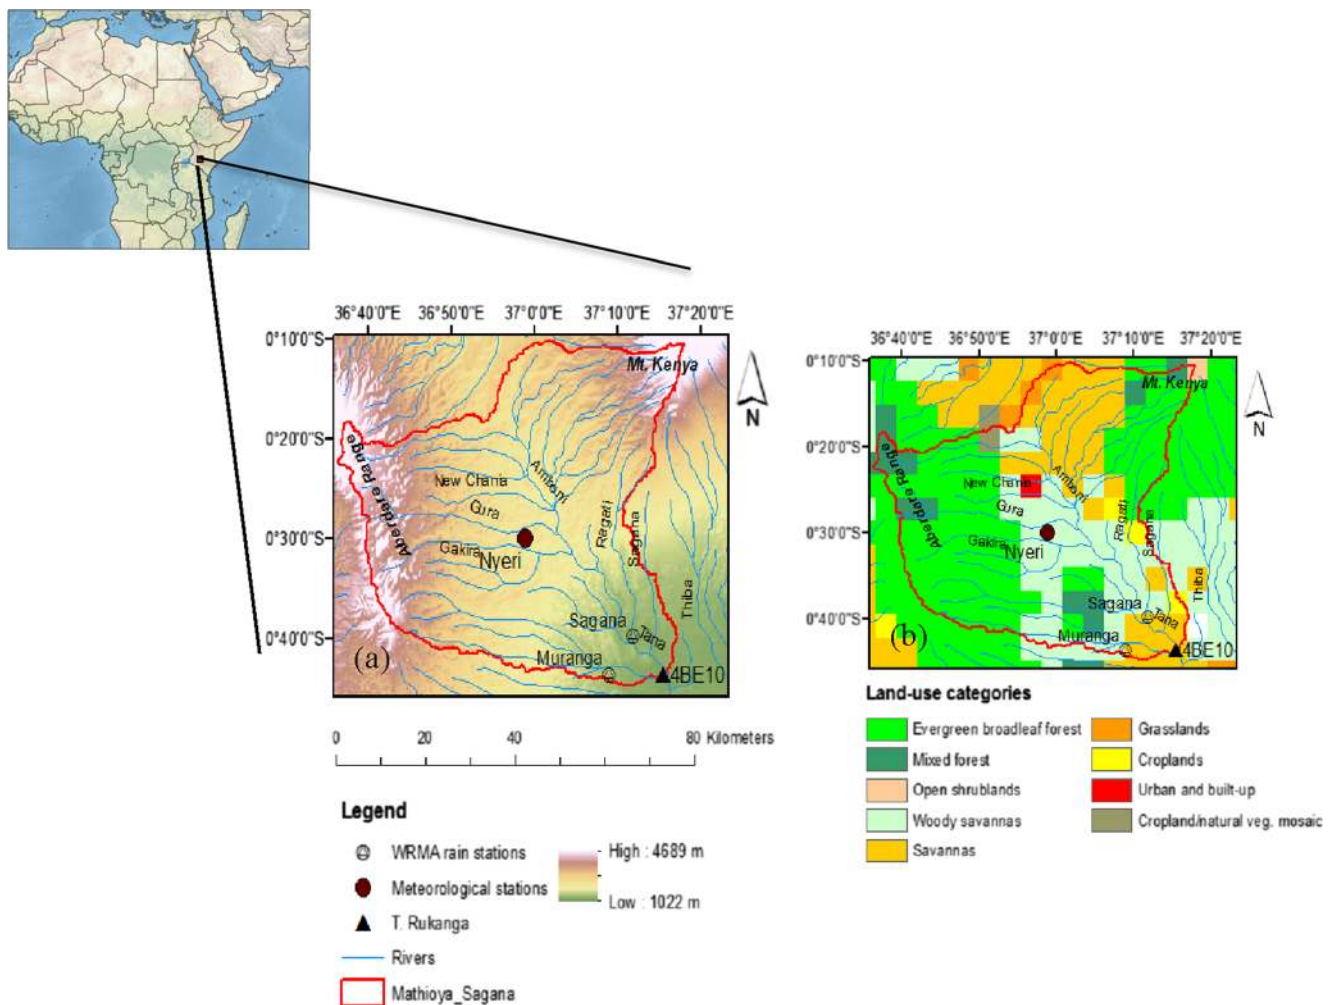 36°40'0"E 36°50'0"E 37°0'0"E 37°10'0"E 37°20'0"E
0°10'0"S
0°20'0"S
0°30'0"S
0°40'0"S
Mt. Kenya
N
Aberdare Range
New Chania
Amboni
Gura
Ragati
Sagana
Gakira
Nyeri
Thiba
Sagana
Tana
(a)
Muranga
4BE10
0 20 40 80 Kilometers
Legend
WRMA rain stations
Meteorological stations
T. Rukanga
Rivers
Mathioya_Sagana
High : 4689 m
Low : 1022 m
36°40'0"E 36°50'0"E 37°0'0"E 37°10'0"E 37°20'0"E
0°10'0"S
0°20'0"S
0°30'0"S
0°40'0"S
Mt. Kenya
N
Aberdare Range
New Chania
Amboni
Gura
Ragati
Sagana
Gakira
Nyeri
Thiba
Sagana
Tana
(b)
Muranga
4BE10
Land-use categories
Evergreen broadleaf forest
Mixed forest
Open shrublands
Woody savannas
Savannas
Grasslands
Croplands
Urban and built-up
Cropland/natural veg. mosaic